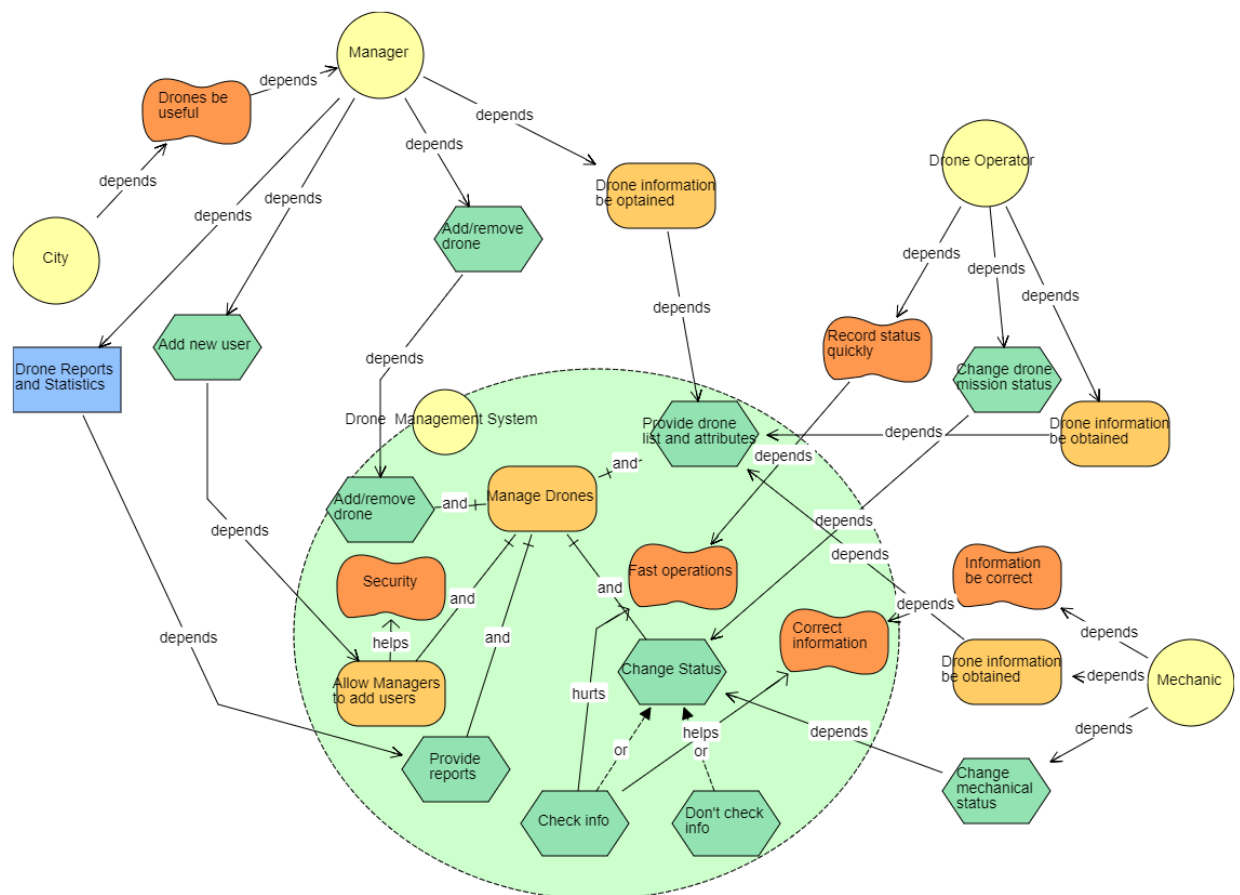 Manager
depends
Drones be
useful
depends
depends
depends
Drone Operator
depends
Drone information
be optained
Add/remove
drone
depends
depends
depends
City
depends
depends
depends
depends
Add new user
Record status
quickly
Drone Reports
and Statistics
depends
Change drone
mission status
Drone Management System
Provide drone
list and attributes
depends
Drone information
be obtained
depends
and
Add/remove
drone
and
Manage Drones
depends
depends
depends
Fast operations
Information
be correct
Security
and
and
depends
helps
and
Correct
information
depends
depends
Allow Managers
to add users
Change Status
Drone information
be obtained
depends
Mechanic
hurts
depends
helps
depends
or
or
Provide
reports
Change
mechanical
status
Check info
Don't check
info